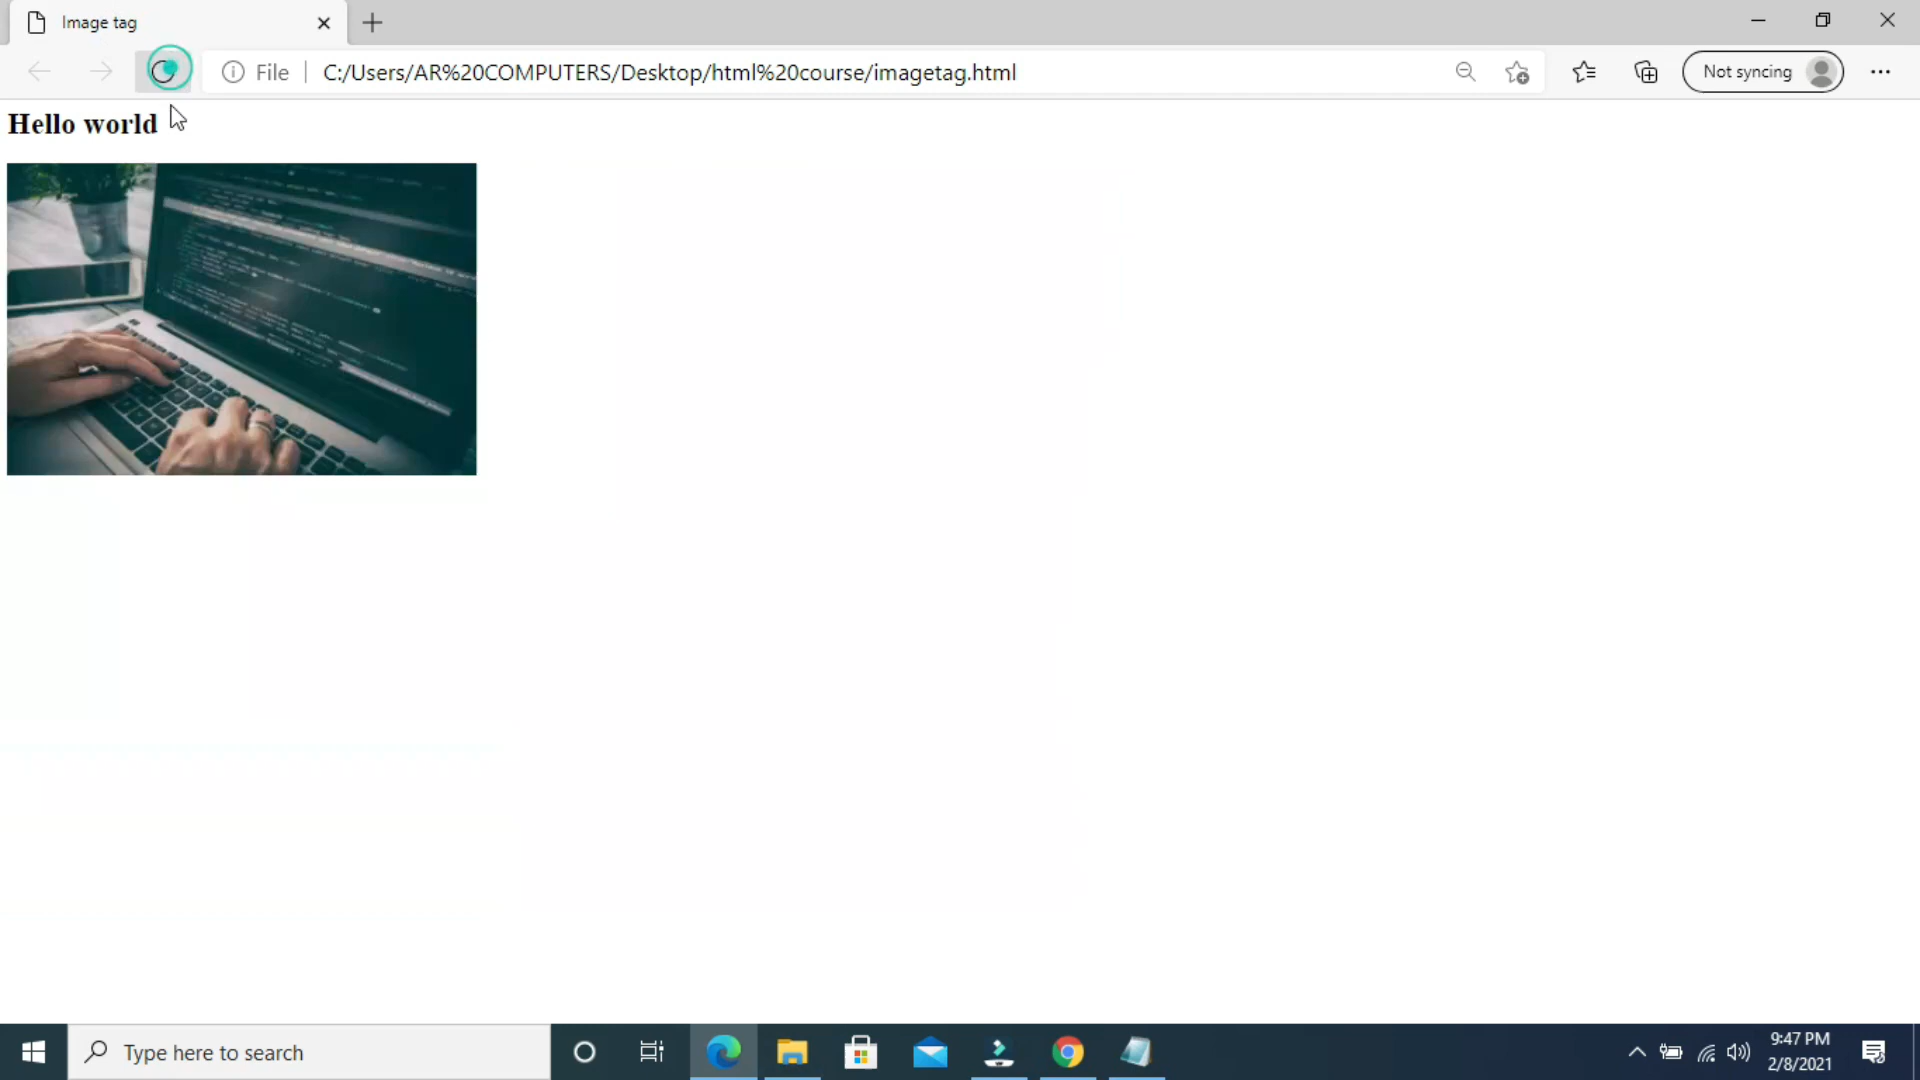 Image tag
File
C:/Users/AR%20COMPUTERS/Desktop/html%20course/imagetag.html
Not syncing
Hello world
Type here to search
9:47 PM
2/8/2021